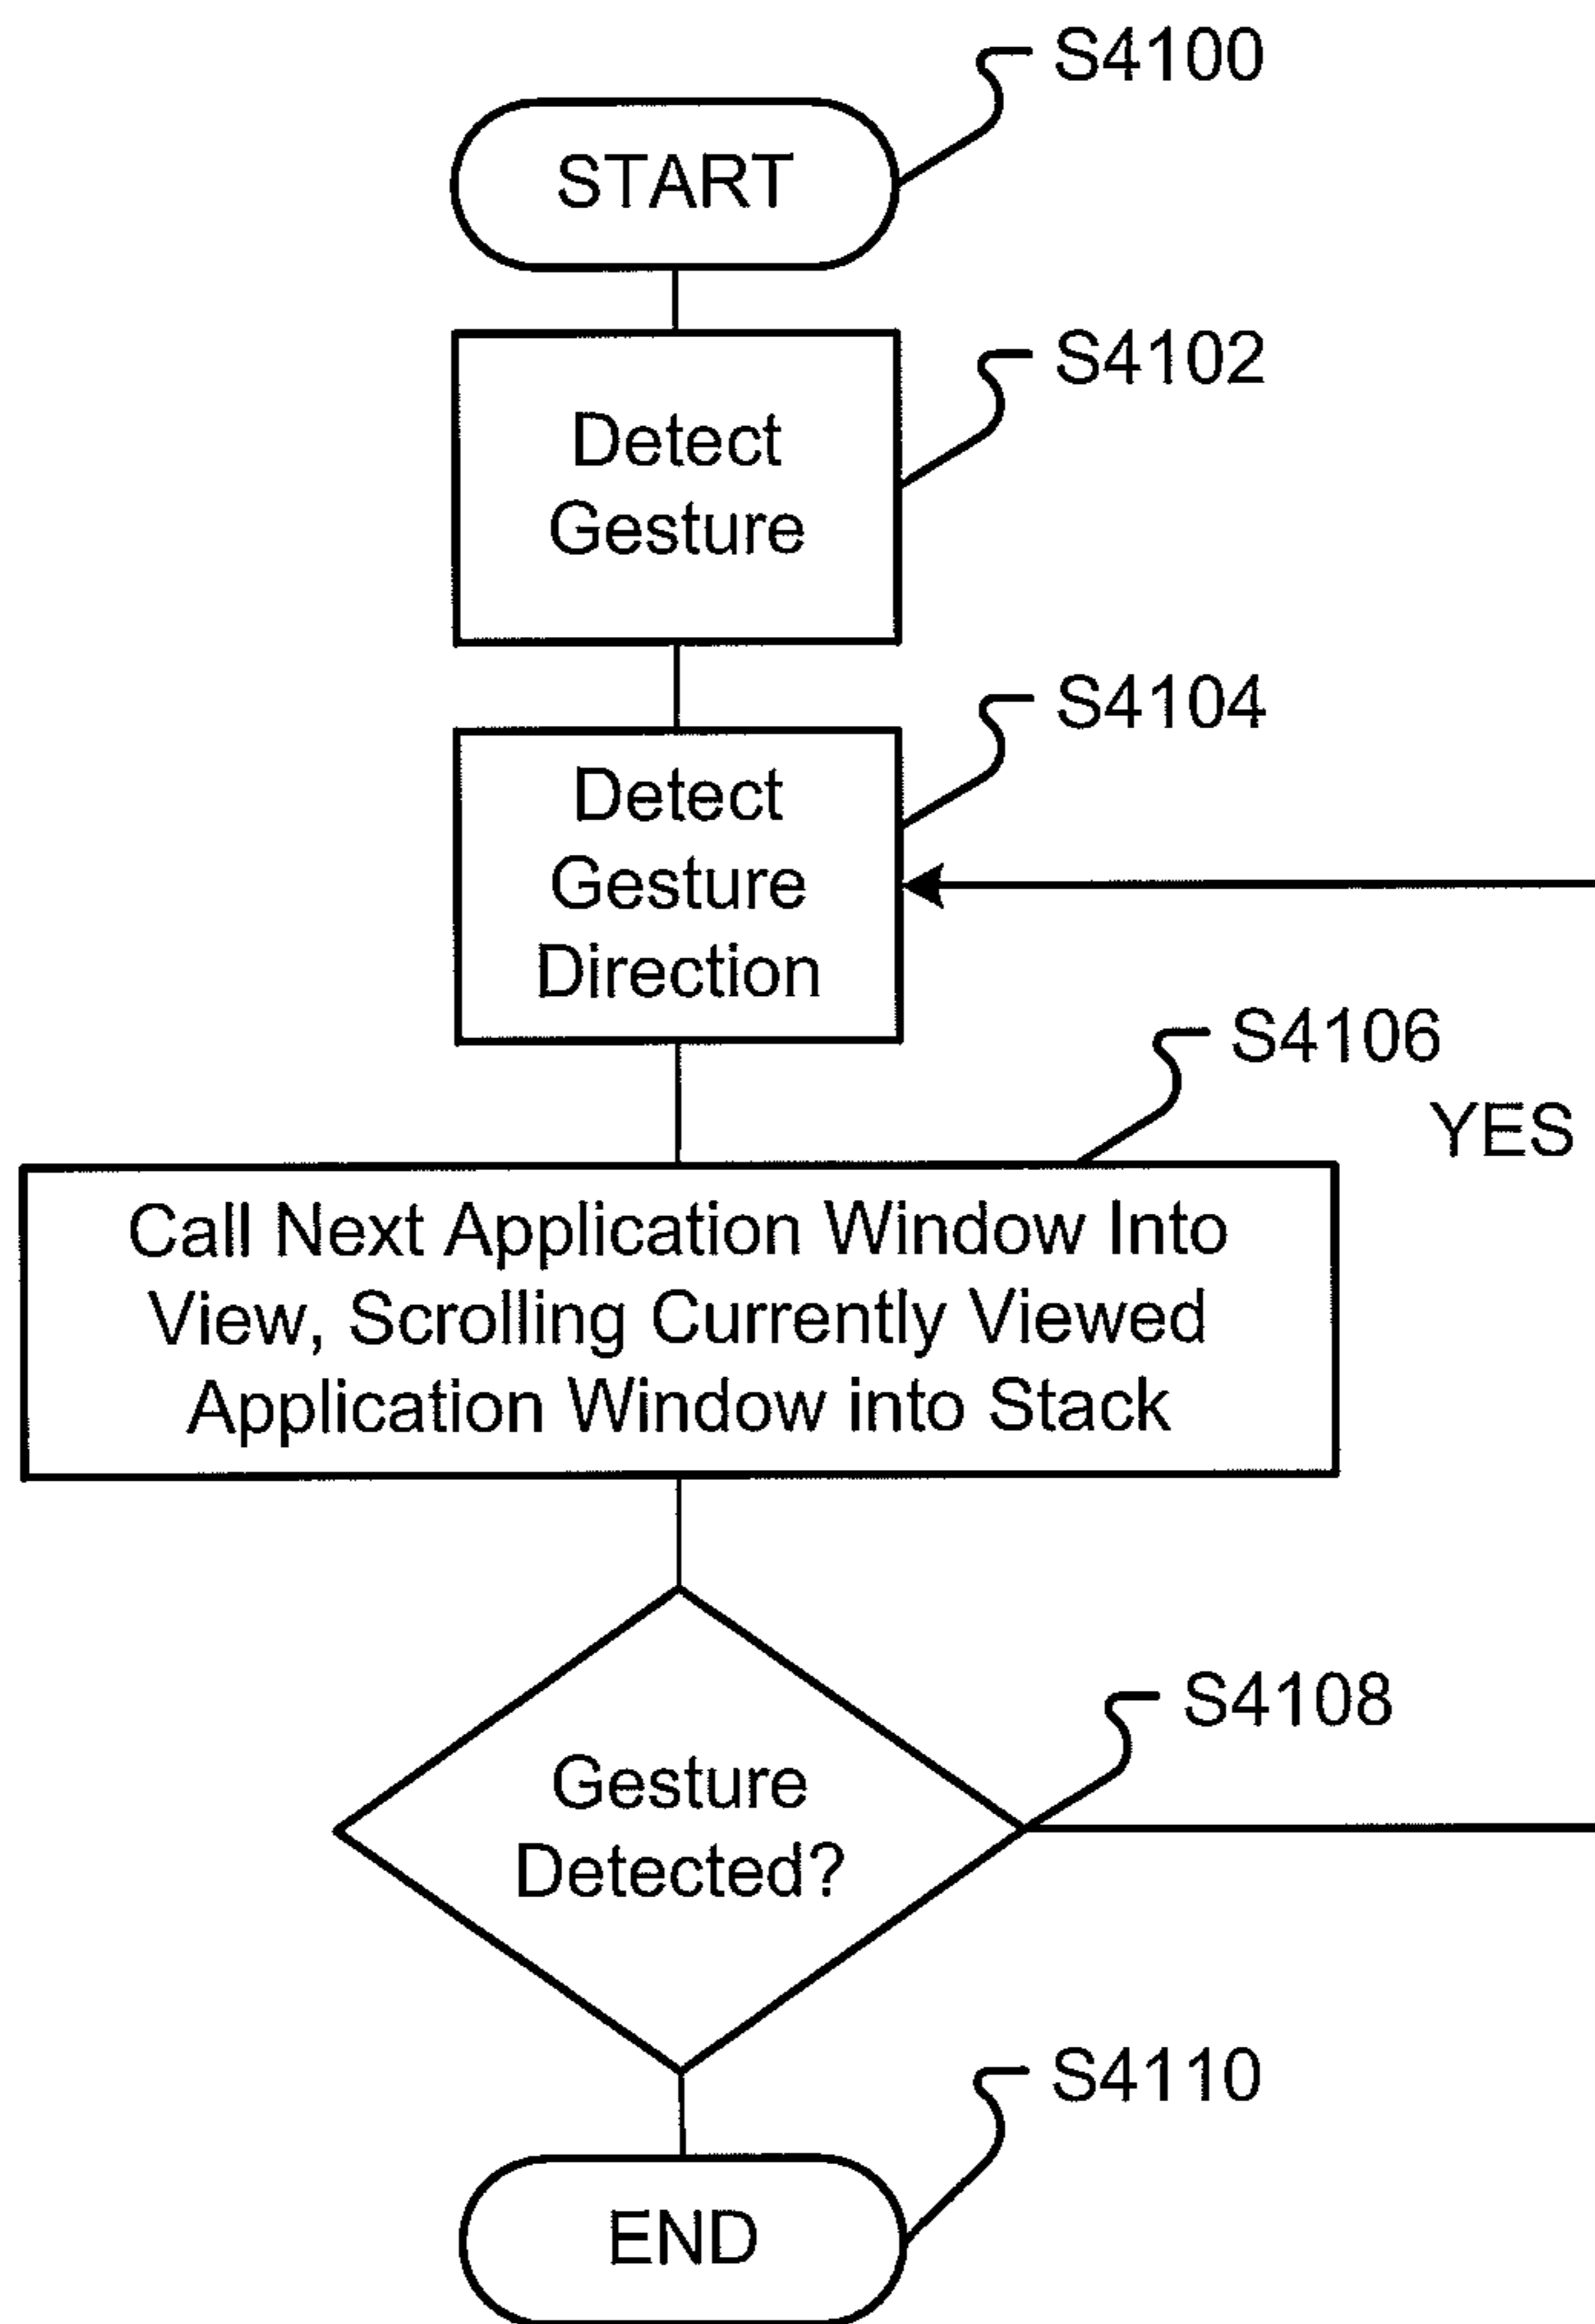 S4100
START
S4102
Detect
Gesture
S4104
Detect
Gesture
Direction
S4106
YES
Call Next Application Window Into
View, Scrolling Currently Viewed
Application Window into Stack
S4108
Gesture
Detected?
S4110
END